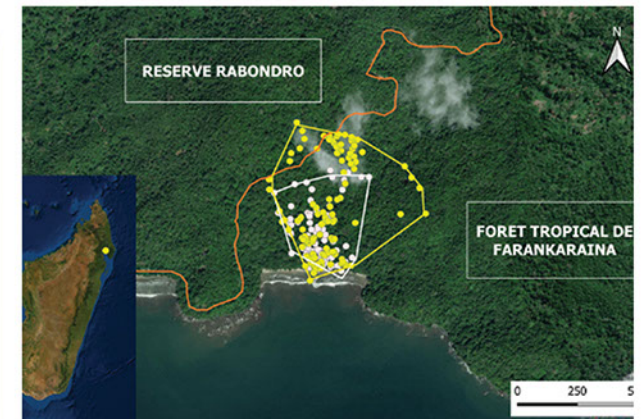 N
RESERVE RABONDRO
FORET TROPICAL DE
FARANKARAINA
0 250